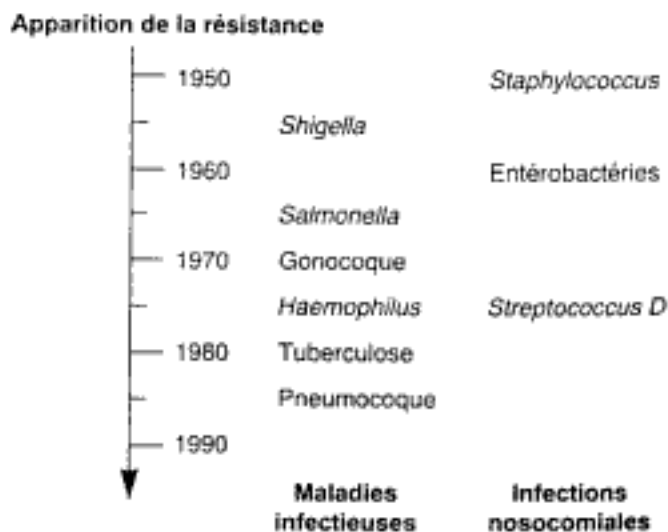 Apparition de la résistance
1950 Staphylococcus
Shigella
1960 Entérobactéries
Salmonella
1970 Gonocoque
Haemophilus Streptococcus D
1980 Tuberculose
Pneumocoque
1990
Maladies Infections
infectieuses nosocomiales